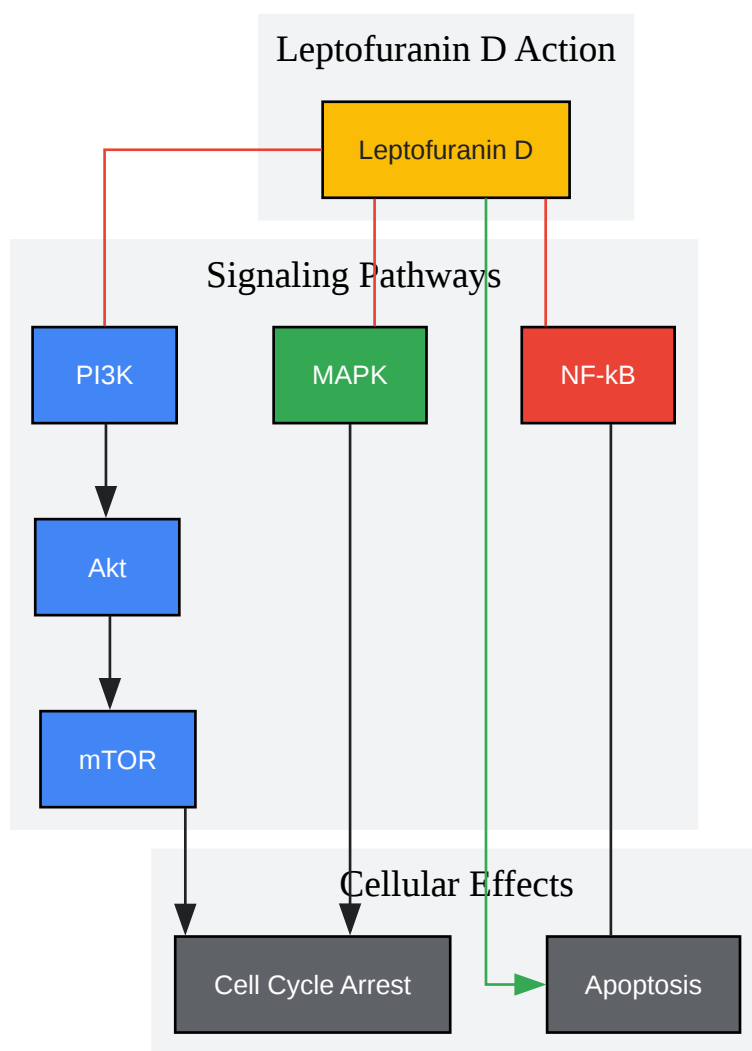 Leptofuranin D Action
Leptofuranin D
Signaling Pathways
PI3K
MAPK
NF-kB
Akt
mTOR
Cellular Effects
Cell Cycle Arrest
Apoptosis